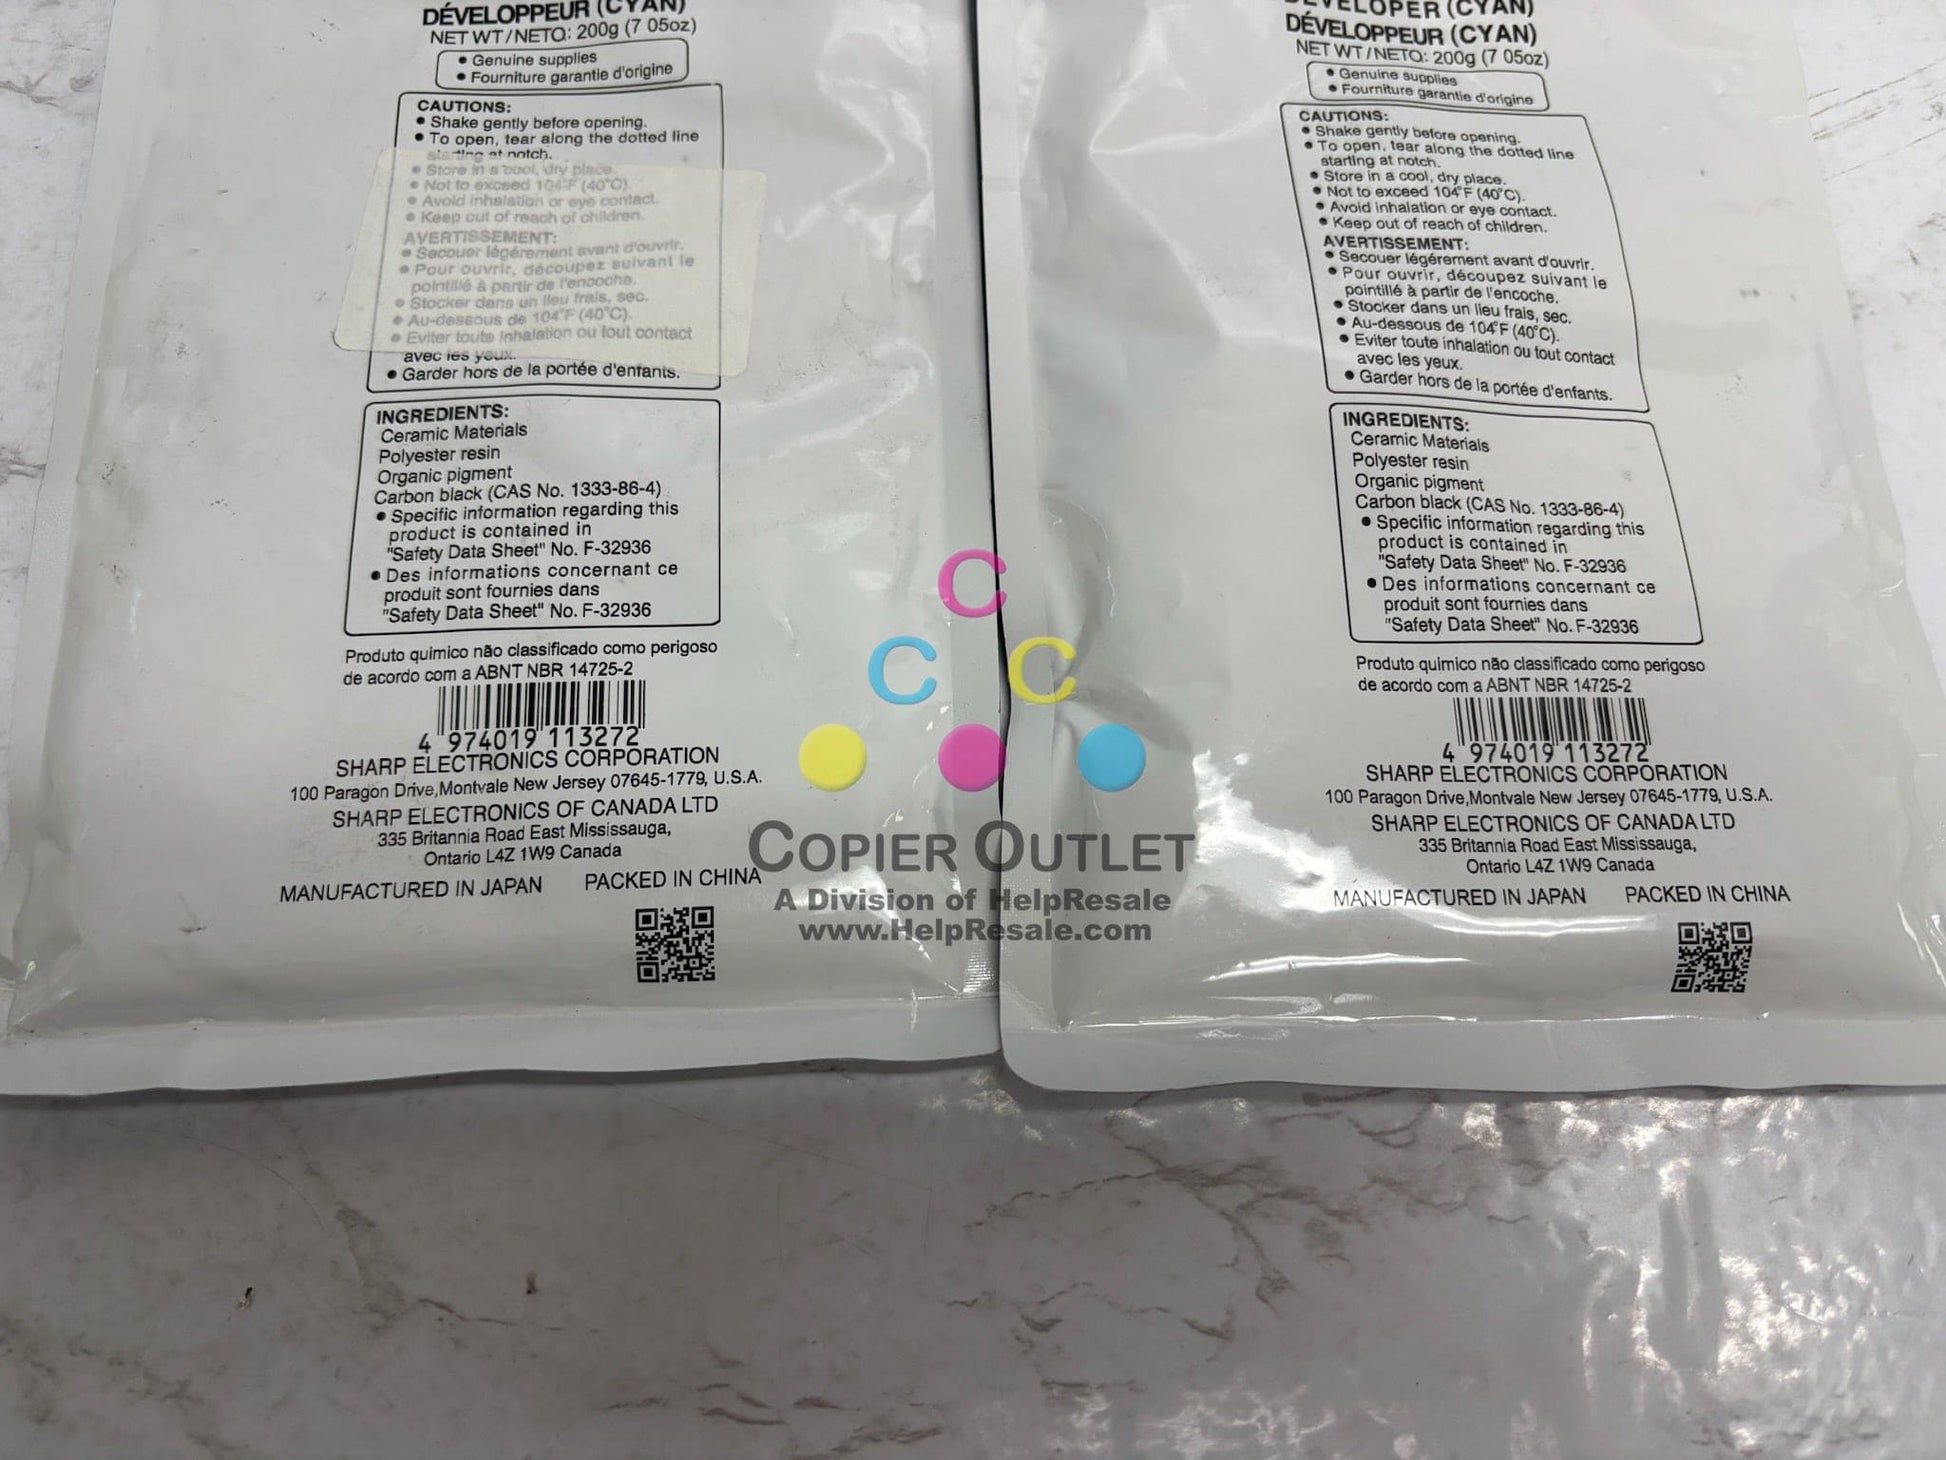 DÉVELOPPEUR (CYAN)
NET WT/NETO: 200g (7 05oz)
• Genuine supplies
• Fourniture garantie d'origine
CAUTIONS:
• Shake gently before opening.
• To open, tear along the dotted line
starting at notch.
• Store in a cool, dry place.
• Not to exceed 104°F (40°C).
• Avoid inhalation or eye contact.
• Keep out of reach of children.
AVERTISSEMENT:
• Secouer légérement avant d'ouvrir.
• Pour ouvrir, découpez suivant le
pointillé à partir de l'encoche.
• Stocker dans un lieu frais, sec.
• Au-dessous de 104°F (40°C).
• Eviter toute inhalation ou tout contact
avec les yeux.
• Garder hors de la portée d'enfants.
INGREDIENTS:
Ceramic Materials
Polyester resin
Organic pigment
Carbon black (CAS No. 1333-86-4)
• Specific information regarding this
product is contained in
"Safety Data Sheet" No. F-32936
• Des informations concernant ce
produit sont fournies dans
"Safety Data Sheet" No. F-32936
Produto quimico não classificado como perigoso
de acordo com a ABNT NBR 14725-2
4 974019 113272
SHARP ELECTRONICS CORPORATION
100 Paragon Drive,Montvale New Jersey 07645-1779, U.S.A.
SHARP ELECTRONICS OF CANADA LTD
335 Britannia Road East Mississauga,
Ontario L4Z 1W9 Canada
MANUFACTURED IN JAPAN PACKED IN CHINA
DEVELOPER (CYAN)
DÉVELOPPEUR (CYAN)
NET WT/NETO: 200g (7 05oz)
• Genuine supplies
• Fourniture garantie d'origine
CAUTIONS:
• Shake gently before opening.
• To open, tear along the dotted line
starting at notch.
• Store in a cool, dry place.
• Not to exceed 104°F (40°C).
• Avoid inhalation or eye contact.
• Keep out of reach of children.
AVERTISSEMENT:
• Secouer légérement avant d'ouvrir.
• Pour ouvrir, découpez suivant le
pointillé à partir de l'encoche.
• Stocker dans un lieu frais, sec.
• Au-dessous de 104°F (40°C).
• Eviter toute inhalation ou tout contact
avec les yeux.
• Garder hors de la portée d'enfants.
INGREDIENTS:
Ceramic Materials
Polyester resin
Organic pigment
Carbon black (CAS No. 1333-86-4)
• Specific information regarding this
product is contained in
"Safety Data Sheet" No. F-32936
• Des informations concernant ce
produit sont fournies dans
"Safety Data Sheet" No. F-32936
Produto quimico não classificado como perigoso
de acordo com a ABNT NBR 14725-2
4 974019 113272
SHARP ELECTRONICS CORPORATION
100 Paragon Drive,Montvale New Jersey 07645-1779, U.S.A.
SHARP ELECTRONICS OF CANADA LTD
335 Britannia Road East Mississauga,
Ontario L4Z 1W9 Canada
MANUFACTURED IN JAPAN PACKED IN CHINA
C
C C
COPIER OUTLET
A Division of HelpResale
www.HelpResale.com